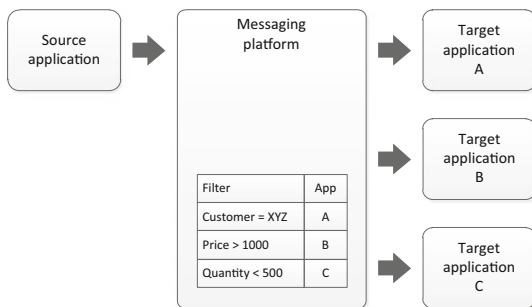 Source
application
Messaging
platform
Filter App
Customer = XYZ A
Price > 1000 B
Quantity < 500 C
Target
application
A
Target
application
B
Target
application
C